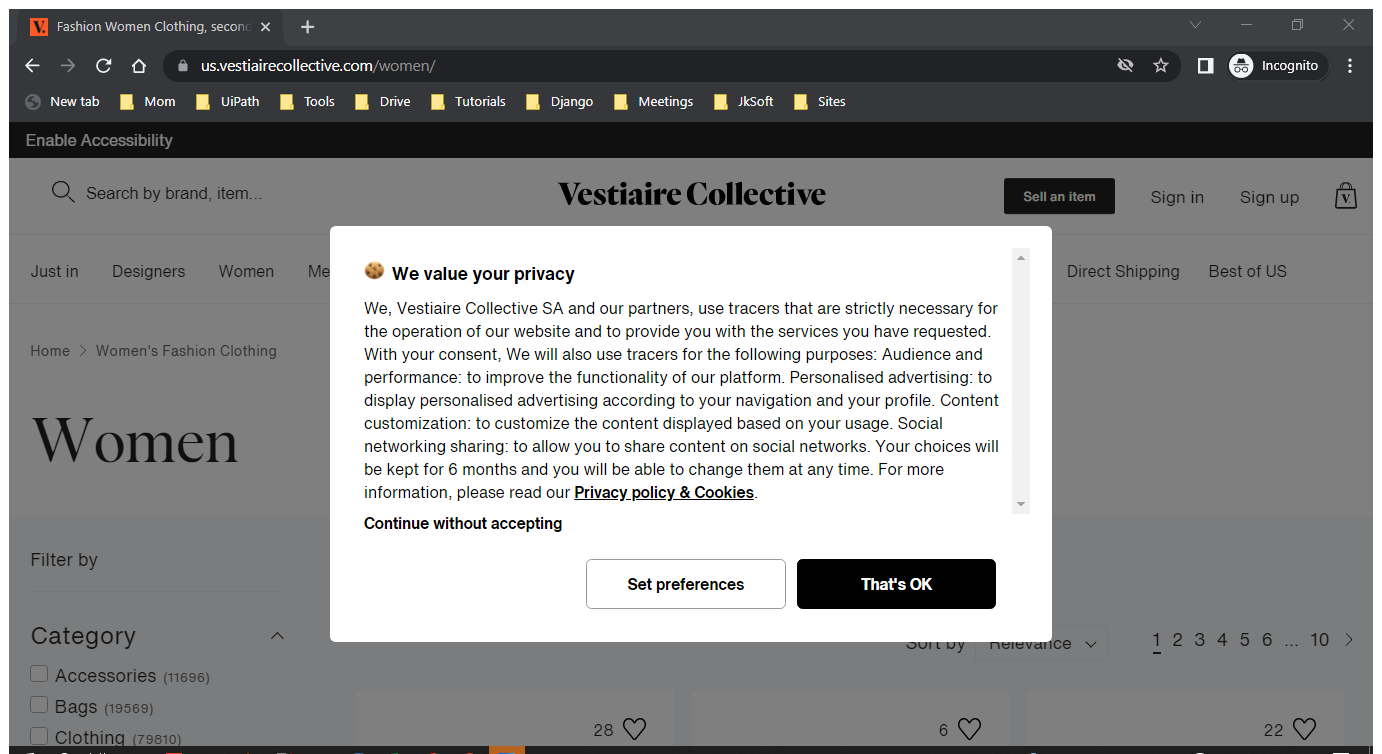 Fashion Women Clothing, second
us.vestiairecollective.com/women/
Incognito
New tab Mom UiPath Tools Drive Tutorials Django Meetings JkSoft Sites
Enable Accessibility
Search by brand, item...
Vestiaire Collective
Sell an item Sign in Sign up
V
Just in Designers Women Me Direct Shipping Best of US
Home > Women's Fashion Clothing
Women
🍪 We value your privacy
We, Vestiaire Collective SA and our partners, use tracers that are strictly necessary for
the operation of our website and to provide you with the services you have requested.
With your consent, We will also use tracers for the following purposes: Audience and
performance: to improve the functionality of our platform. Personalised advertising: to
display personalised advertising according to your navigation and your profile. Content
customization: to customize the content displayed based on your usage. Social
networking sharing: to allow you to share content on social networks. Your choices will
be kept for 6 months and you will be able to change them at any time. For more
information, please read our Privacy policy & Cookies.
Continue without accepting
Set preferences That's OK
Filter by
Category
Accessories (11696)
Bags (19569)
Clothing (79810)
Sort by Relevance
1 2 3 4 5 6 ... 10 >
28 6 22